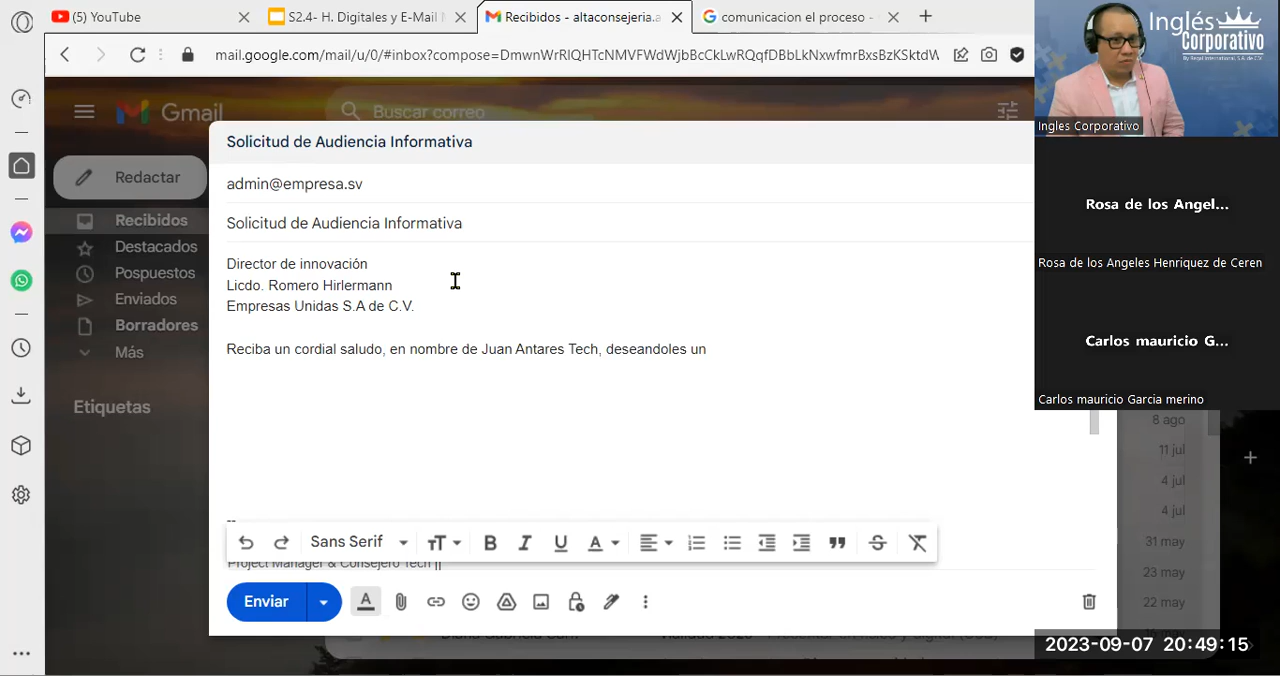 (5) YouTube
S2.4- H. Digitales y E-Mail
Recibidos - altaconsejeria.a
comunicacion el proceso -
mail.google.com/mail/u/0/#inbox?compose=DmwnWrRlQHTcNMVFWdWjbBcCkLwRQqfDBbLkNxwfmrBxsBzKSktdW
Inglés
Corporativo
By Regal International, S.A. de C.V.
Ingles Corporativo
Gmail
Buscar correo
Redactar
Recibidos
Destacados
Pospuestos
Enviados
Borradores
Más
Etiquetas
Solicitud de Audiencia Informativa
admin@empresa.sv
Solicitud de Audiencia Informativa
Director de innovación
Licdo. Romero Hirlermann
Empresas Unidas S.A de C.V.
Reciba un cordial saludo, en nombre de Juan Antares Tech, deseandoles un
--
Sans Serif
Project Manager & Consejero Tech ||
Enviar
Rosa de los Angel...
Rosa de los Angeles Henriquez de Ceren
Carlos mauricio G...
Carlos mauricio Garcia merino
8 ago
11 jul
4 jul
4 jul
31 may
23 may
22 may
2023-09-07 20:49:15